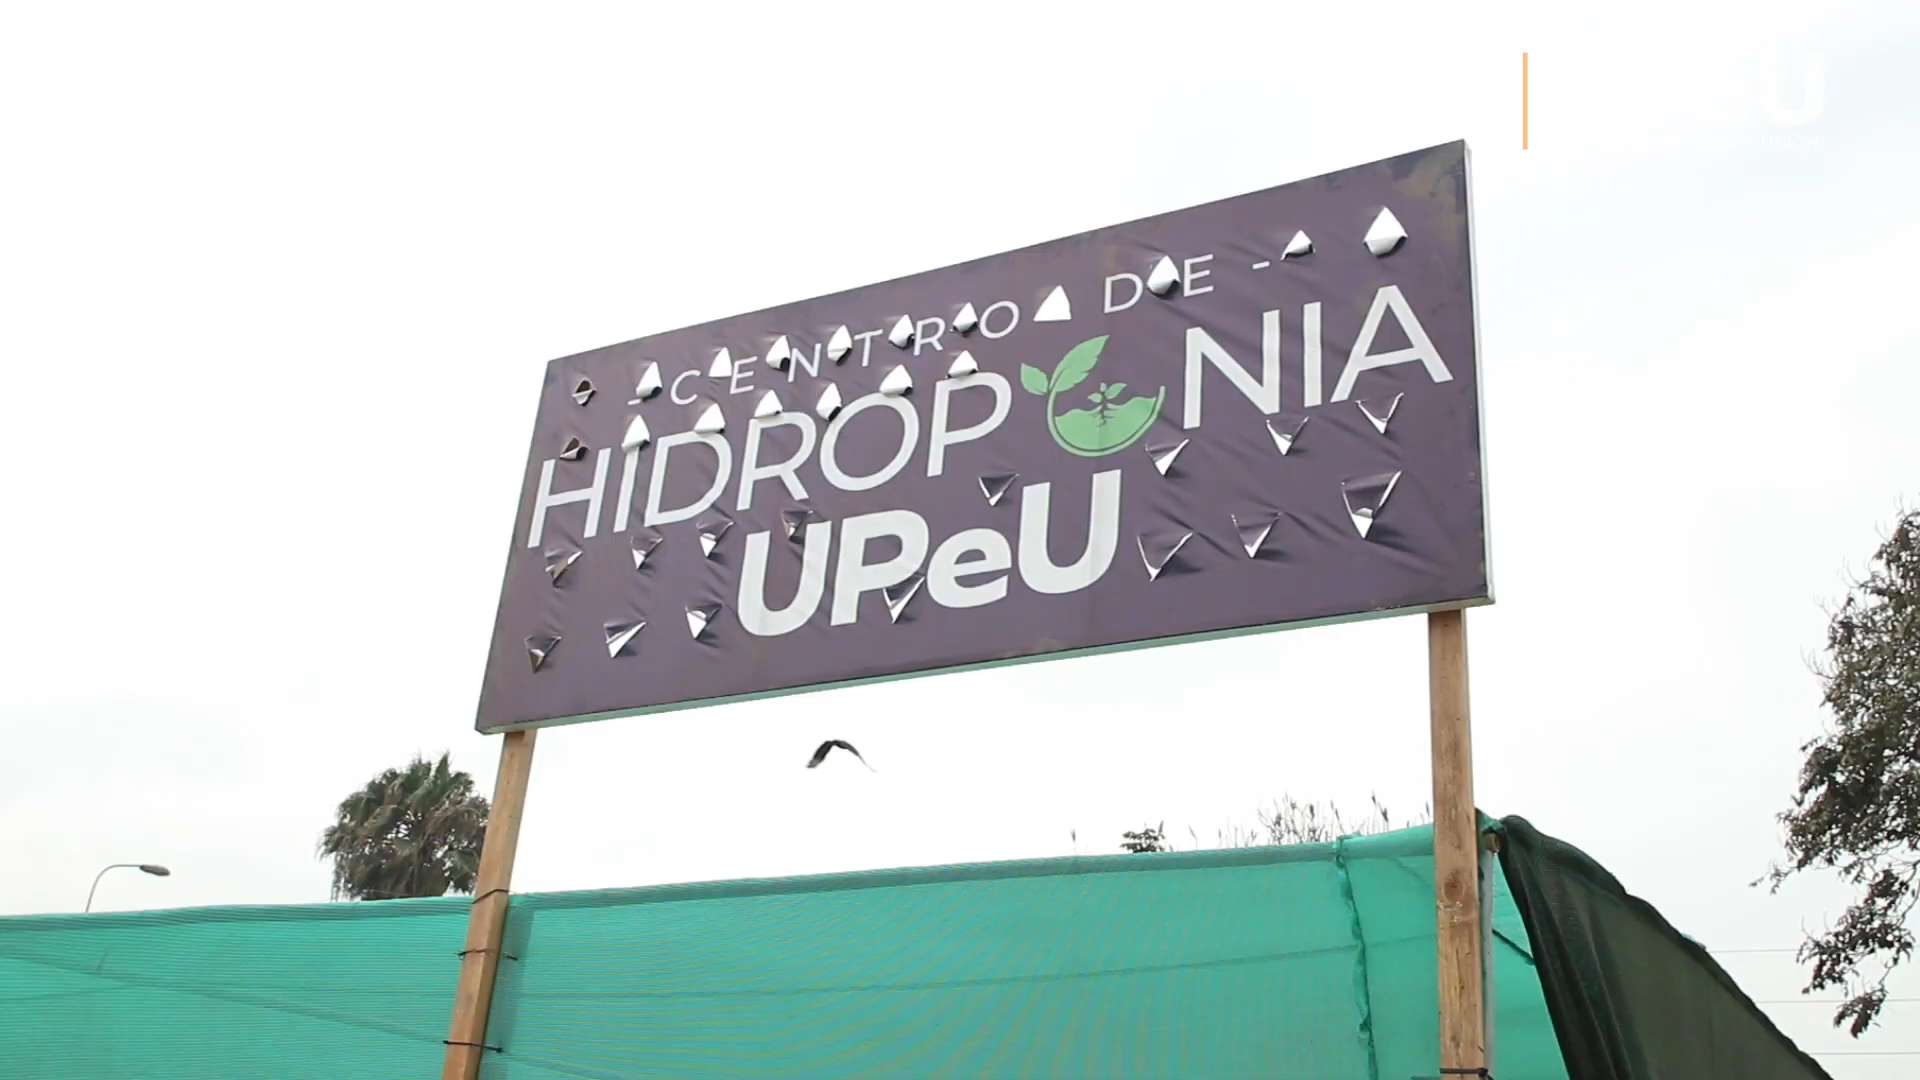 - CENTRO DE -
HIDROPONIA
UPeU